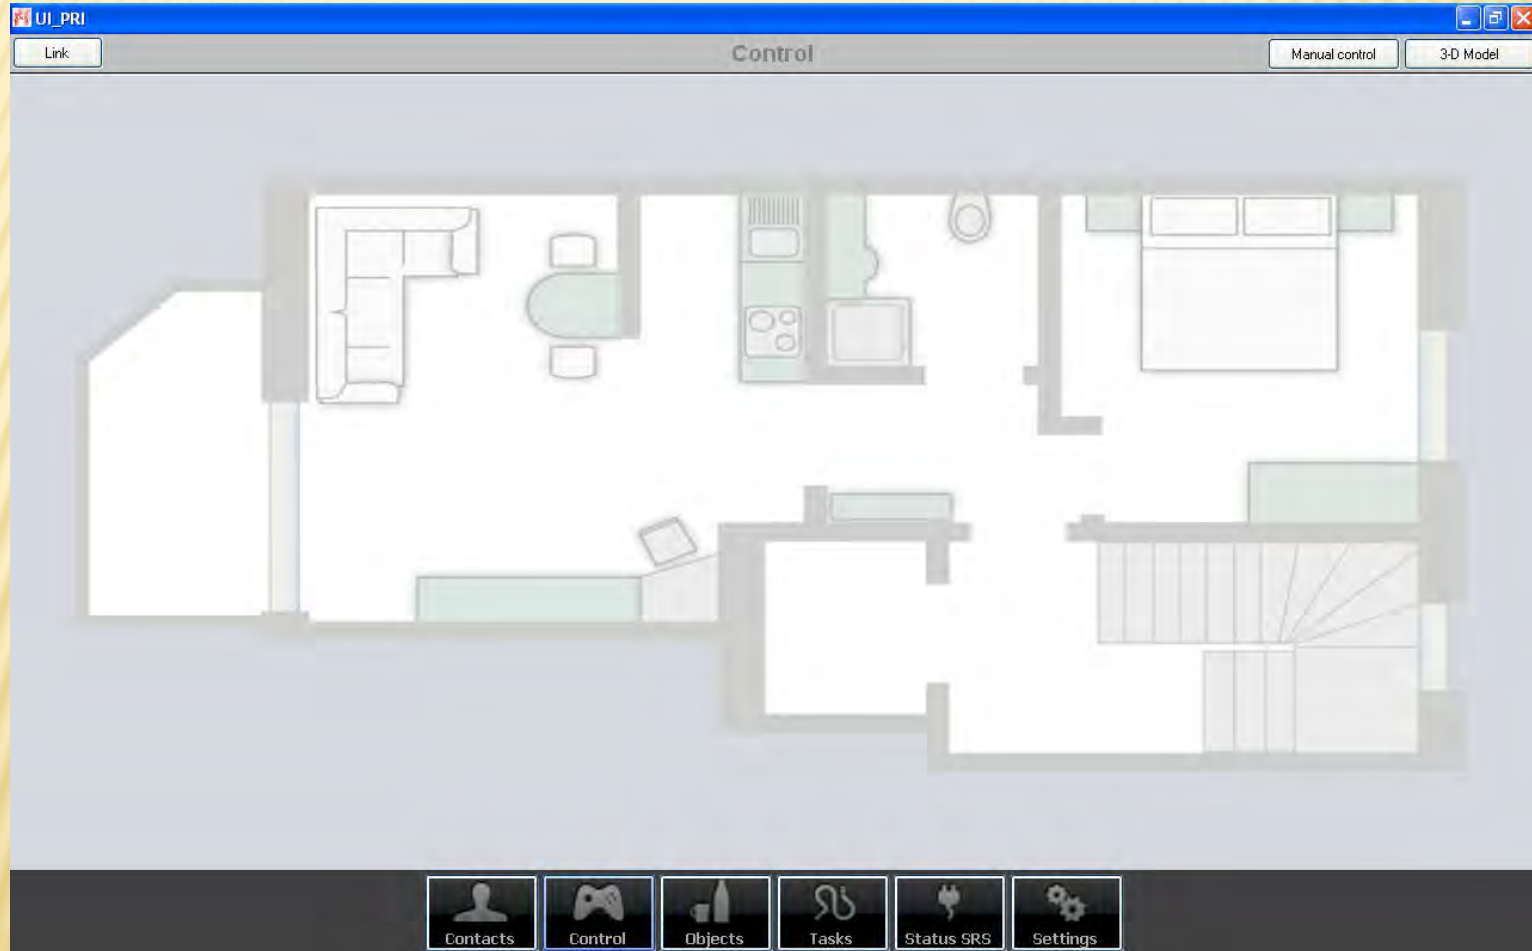 UI_PRI
Link
Control
Manual control
3-D Model
Contacts
Control
Objects
Tasks
Status SRS
Settings